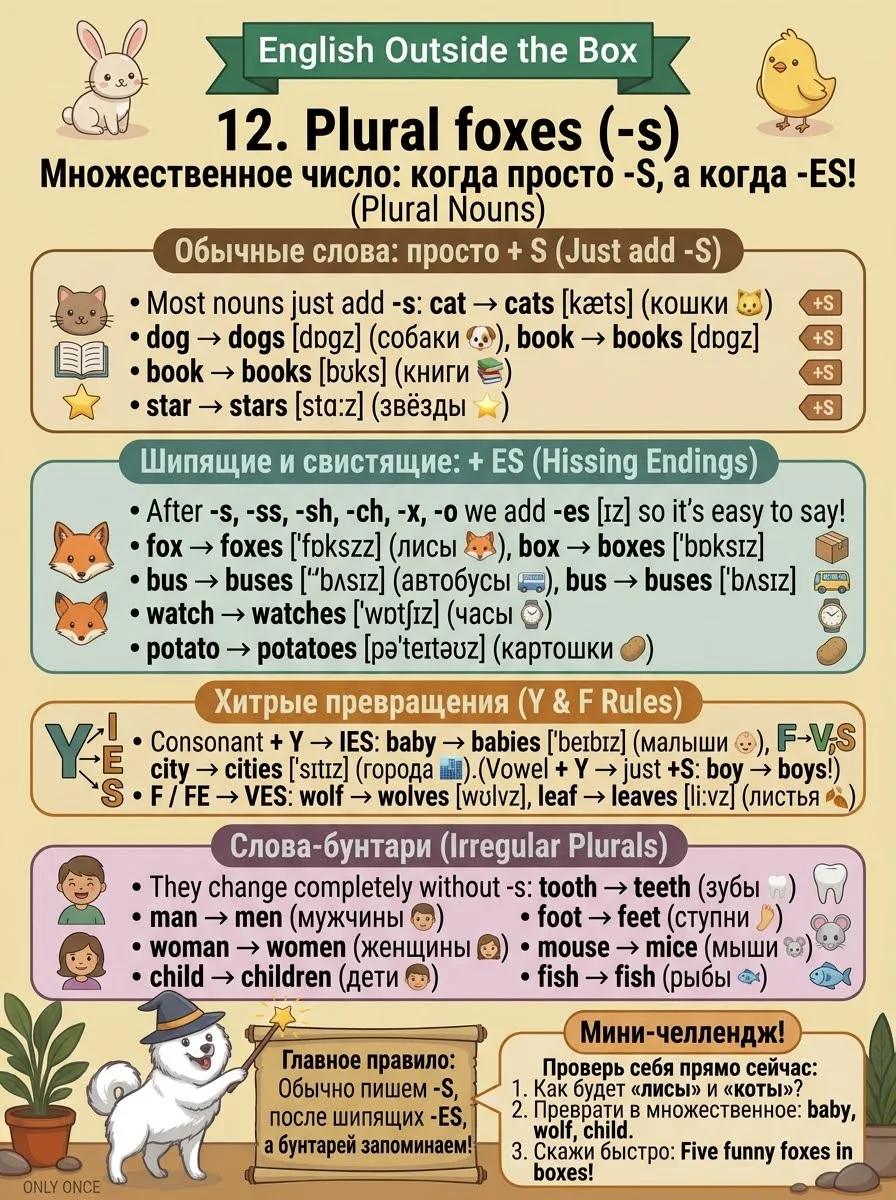 English Outside the Box
12. Plural foxes (-s)
Множественное число: когда просто -S, а когда -ES!
(Plural Nouns)
Обычные слова: просто + S (Just add -S)
• Most nouns just add -s: cat → cats [kæts] (кошки 🐱) +S
• dog → dogs [dɒgz] (собаки 🐶), book → books [dɒgz] +S
• book → books [bʊks] (книги 📚) +S
• star → stars [stɑːz] (звёзды ⭐) +S
Шипящие и свистящие: + ES (Hissing Endings)
• After -s, -ss, -sh, -ch, -x, -o we add -es [ɪz] so it's easy to say!
• fox → foxes ['fɒkszz] (лисы 🦊), box → boxes ['bɒksɪz]
• bus → buses [“'bʌsɪz] (автобусы 🚌), bus → buses ['bʌsɪz]
• watch → watches ['wɒtʃɪz] (часы ⌚)
• potato → potatoes [pə'teɪtəʊz] (картошки 🥔)
Хитрые превращения (Y & F Rules)
Y → IES
• Consonant + Y → IES: baby → babies ['beɪbɪz] (малыши 👶), F→V,S
city → cities ['sɪtɪz] (города 🏙).(Vowel + Y → just +S: boy → boys!)
• F / FE → VES: wolf → wolves [wʊlvz], leaf → leaves [liːvz] (листья 🍂)
Слова-бунтари (Irregular Plurals)
• They change completely without -s: tooth → teeth (зубы 🦷)
• man → men (мужчины 👨) • foot → feet (ступни 🦶)
• woman → women (женщины 👩) • mouse → mice (мыши 🐭)
• child → children (дети 👦) • fish → fish (рыбы 🐟)
Главное правило:
Обычно пишем -S,
после шипящих -ES,
а бунтарей запоминаем!
Мини-челлендж!
Проверь себя прямо сейчас:
1. Как будет «лисы» и «коты»?
2. Преврати в множественное: baby,
wolf, child.
3. Скажи быстро: Five funny foxes in
boxes!
ONLY ONCE